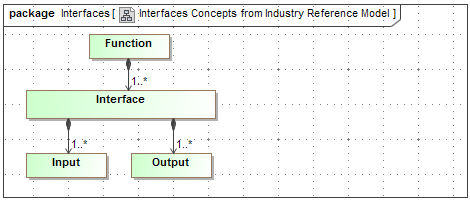 package Interfaces [ Interfaces Concepts from Industry Reference Model ]
Function
1..*
Interface
1..* 1..*
Input Output